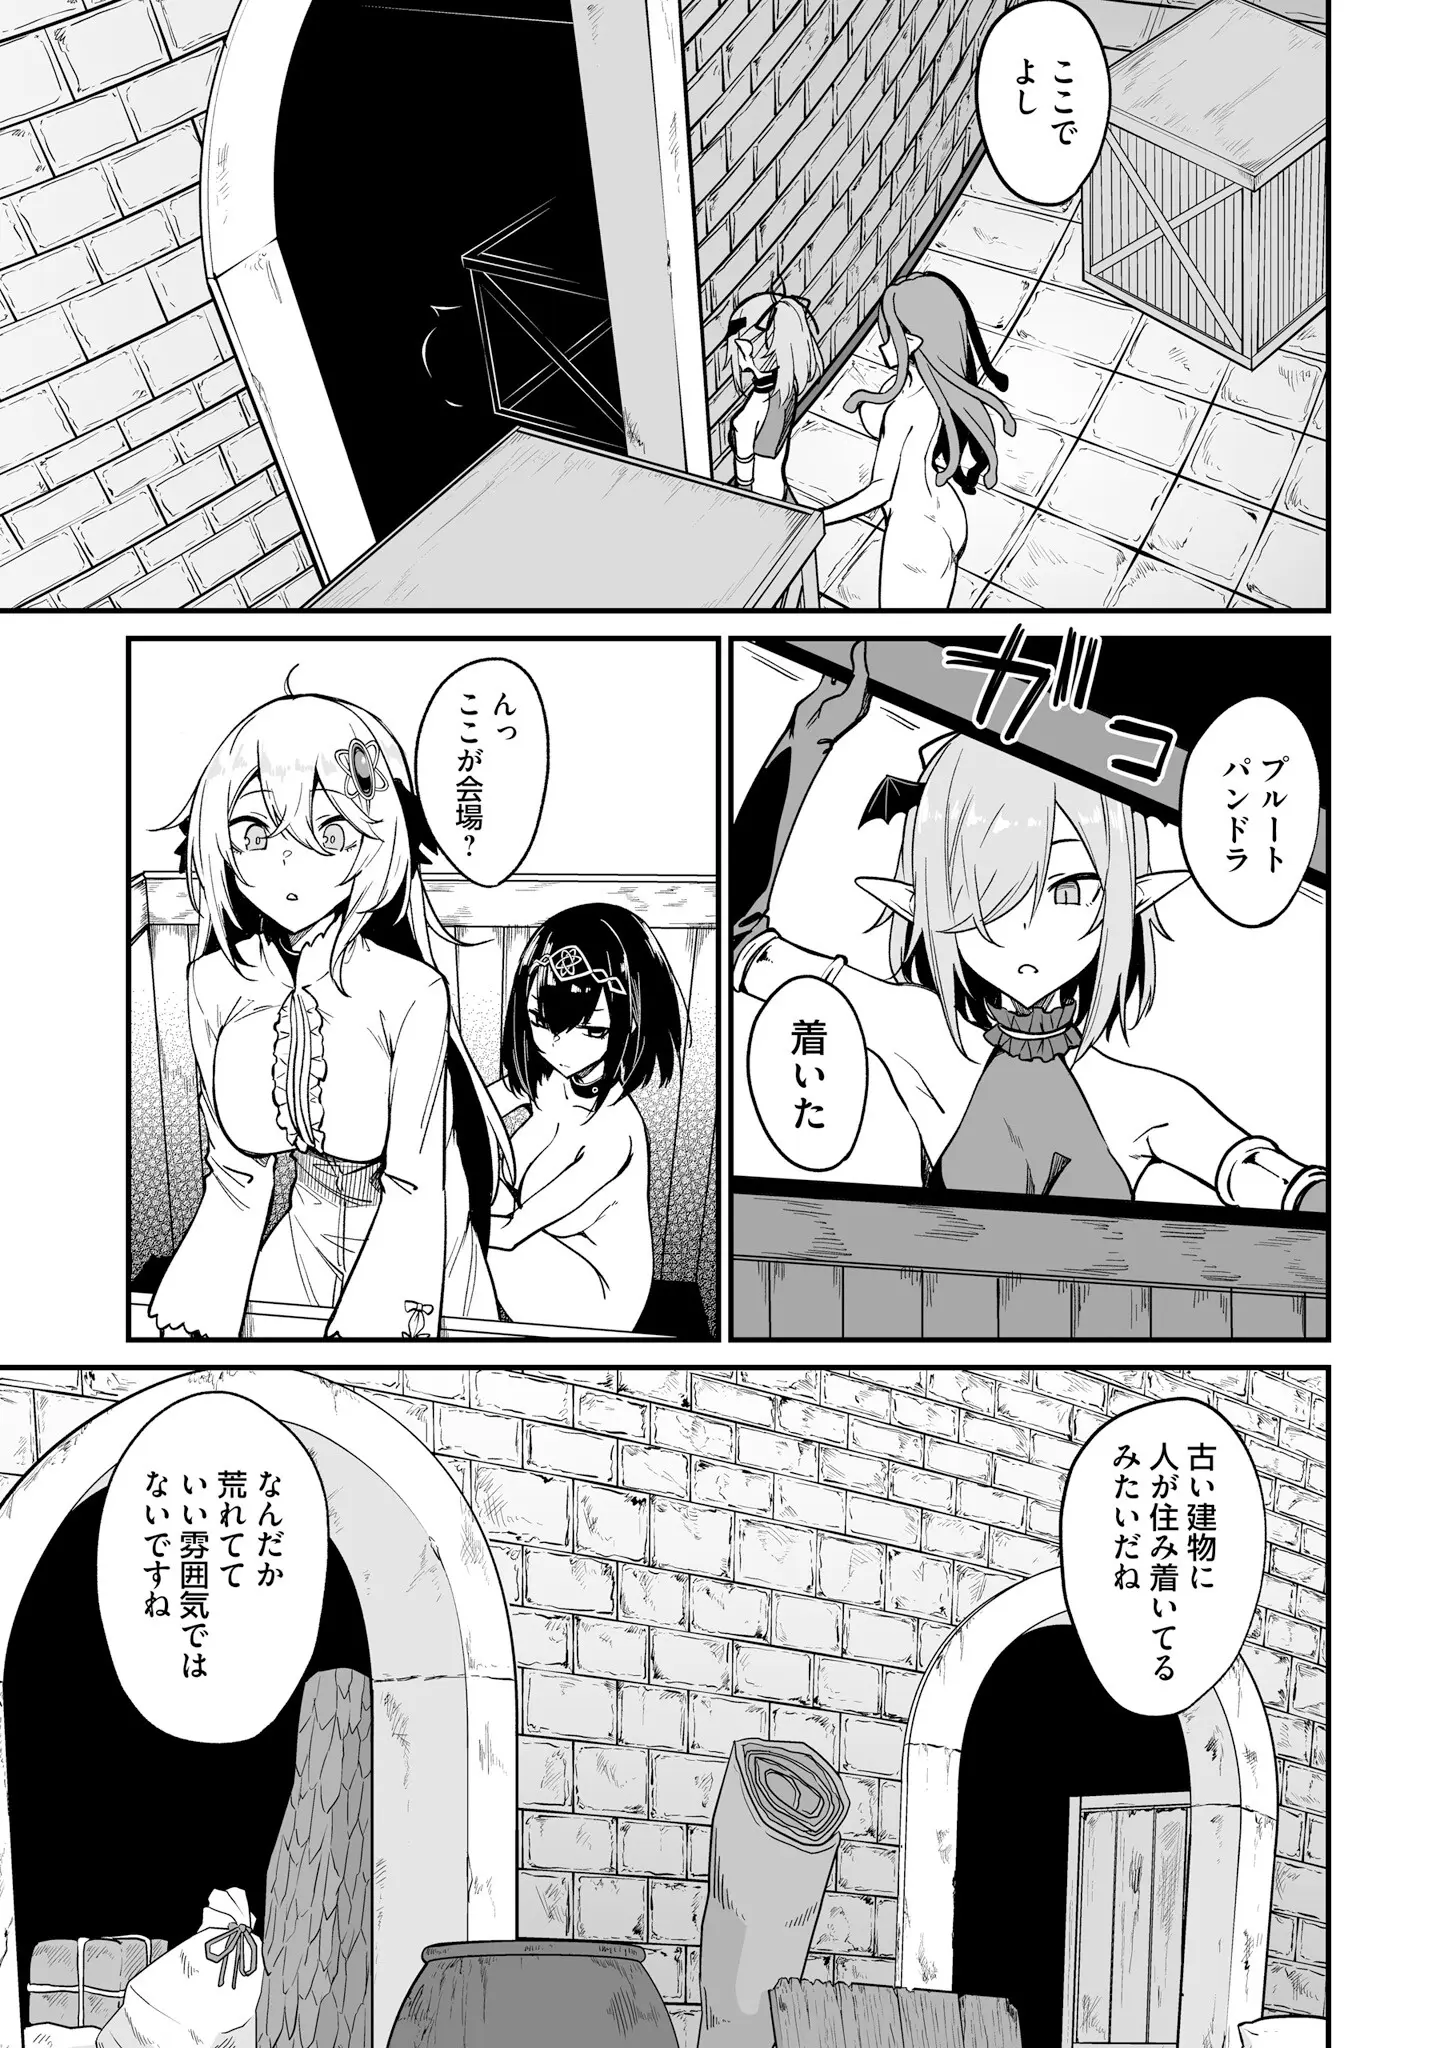 ここで
よし
プルート
パンドラ
ガコ
着いた
んっ
ここが会場?
古い建物に
人が住み着いてる
みたいだね
なんだか
荒れてて
いい雰囲気では
ないですね